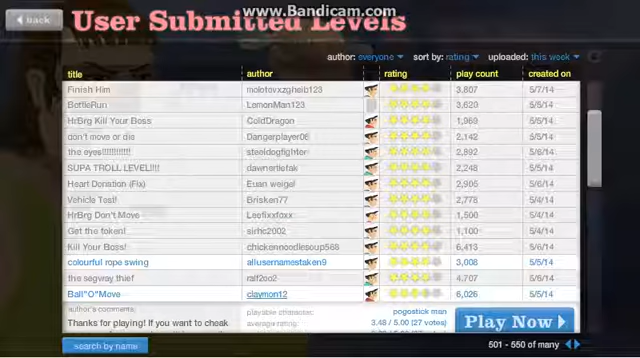 www.Bandicam.com
back
User Submitted Levels
author: everyone sort by: rating uploaded: this week
title author rating play count created on
Finish Him molotovxzgheib123 3,807 5/7/14
BottleRun LemonMan123 3,620 5/5/14
HrBrg Kill Your Boss ColdDragon 1,969 5/5/14
don't move or die Dangerplayer06 2,142 5/5/14
the eyes!!!!!!!!!!! steeldogfighter 2,892 5/6/14
SUPA TROLL LEVEL!!!! dawnerietak 2,248 5/5/14
Heart Donation (Fix) Euan weigel 2,905 5/6/14
Vehicle Test! Brisken77 2,778 5/4/14
HrBrg Don't Move Leofixxfoxx 1,500 5/4/14
Get the token! sirhc2002 1,100 5/4/14
Kill Your Boss! chickennoodlesoup568 6,413 5/6/14
colourful rope swing allusernamestaken9 3,008 5/5/14
the segway thief ralf2oo2 4,707 5/6/14
Ball"O"Move claymon12 6,026 5/5/14
author's comments: playable character: pogostick man
Thanks for playing! If you want to cheak average rating: 3.48 / 5.00 (27 votes)
Play Now
search by name 501 - 550 of many